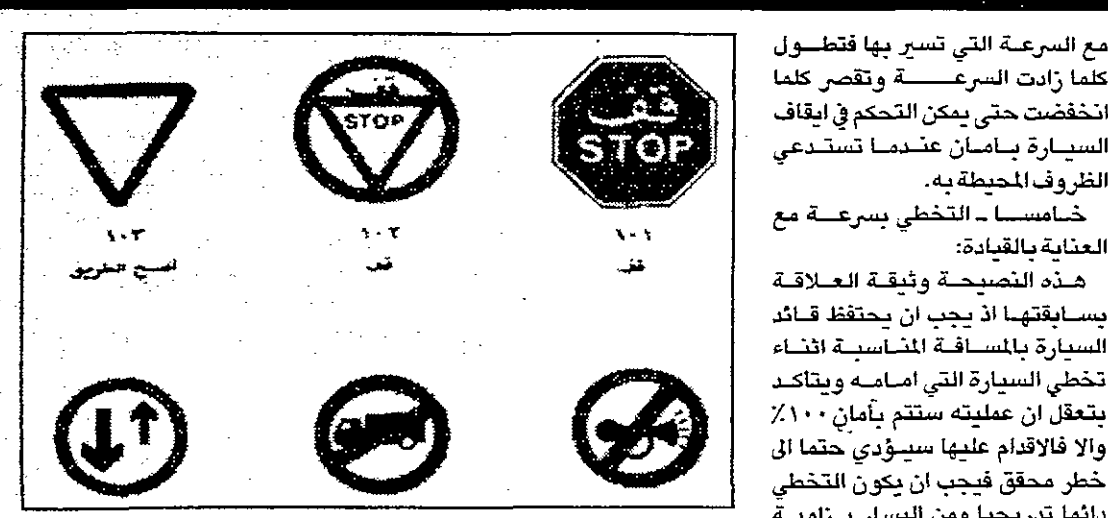 مع السرعة التي تسير بها فتطول
كلما زادت السرعة وتقصر كلما
انخفضت حتى يمكن التحكم في ايقاف
السيارة بامان عندما تستدعي
الظروف المحيطة به.
خامسا ـ التخطي بسرعة مع
العناية بالقيادة:
هذه النصيحة وثيقة العلاقة
بسابقتها اذ يجب ان يحتفظ قائد
السيارة بالمسافة المناسبة اثناء
تخطي السيارة التي امامه ويتاكد
بتعقل ان عمليته ستتم بأمان ١٠٠٪
والا فالاقدام عليها سيؤدي حتما الى
خطر محقق فيجب ان يكون التخطي
دائما تدريجيا ومن اليسار
قف
STOP
١٠١
قف
قف
STOP
١٠٢
قف
١٠٣
افسح الطريق